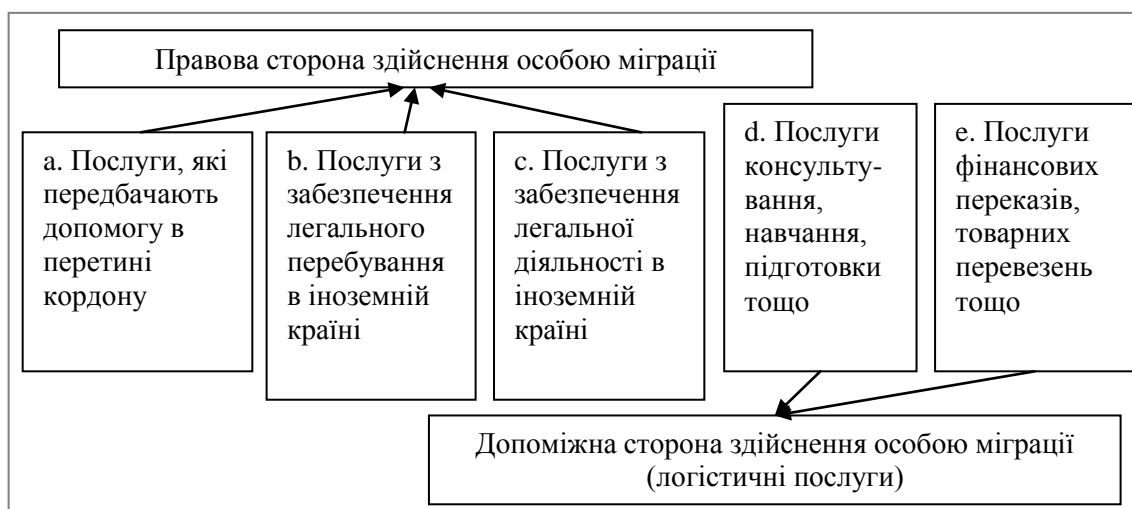 Правова сторона здійснення особою міграції
a. Послуги, які
передбачають
допомогу в
перетині
кордону
b. Послуги з
забезпечення
легального
перебування
в іноземній
країні
c. Послуги з
забезпечення
легальної
діяльності в
іноземній
країні
d. Послуги
консульту-
вання,
навчання,
підготовки
тощо
e. Послуги
фінансових
переказів,
товарних
перевезень
тощо
Допоміжна сторона здійснення особою міграції
(логістичні послуги)